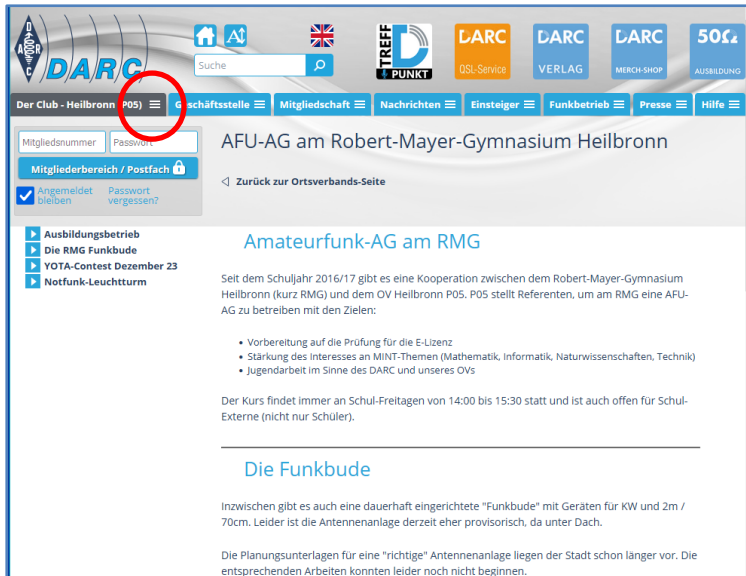 DARC
DARC
Suche
TREFF
PUNKT
DARC
QSL-Service
DARC
VERLAG
DARC
MERCH-SHOP
50Ω
AUSBILDUNG
Der Club - Heilbronn (P05)
Geschäftsstelle
Mitgliedschaft
Nachrichten
Einsteiger
Funkbetrieb
Presse
Hilfe
Mitgliedsnummer
Passwort
Mitgliederbereich / Postfach
Angemeldet bleiben
Passwort vergessen?
Ausbildungsbetrieb
Die RMG Funkbude
YOTA-Contest Dezember 23
Notfunk-Leuchtturm
AFU-AG am Robert-Mayer-Gymnasium Heilbronn
Zurück zur Ortsverbands-Seite
Amateurfunk-AG am RMG
Seit dem Schuljahr 2016/17 gibt es eine Kooperation zwischen dem Robert-Mayer-Gymnasium
Heilbronn (kurz RMG) und dem OV Heilbronn P05. P05 stellt Referenten, um am RMG eine AFU-
AG zu betreiben mit den Zielen:
• Vorbereitung auf die Prüfung für die E-Lizenz
• Stärkung des Interesses an MINT-Themen (Mathematik, Informatik, Naturwissenschaften, Technik)
• Jugendarbeit im Sinne des DARC und unseres OVs
Der Kurs findet immer an Schul-Freitagen von 14:00 bis 15:30 statt und ist auch offen für Schul-
Externe (nicht nur Schüler).
Die Funkbude
Inzwischen gibt es auch eine dauerhaft eingerichtete "Funkbude" mit Geräten für KW und 2m /
70cm. Leider ist die Antennenanlage derzeit eher provisorisch, da unter Dach.
Die Planungsunterlagen für eine "richtige" Antennenanlage liegen der Stadt schon länger vor. Die
entsprechenden Arbeiten konnten leider noch nicht beginnen.